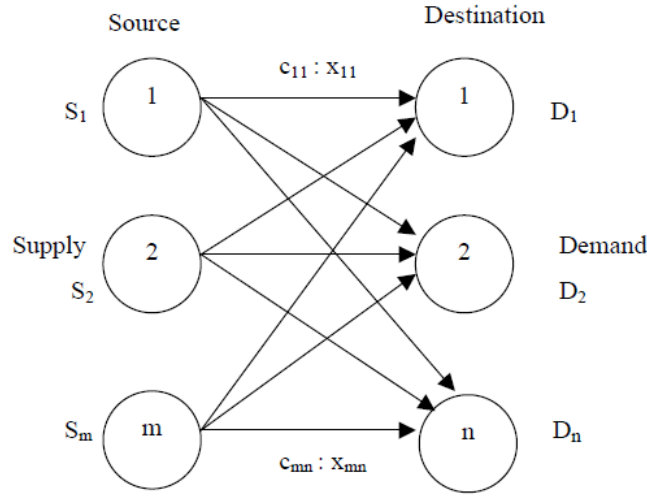 Source
Destination
c11 : x11
S1
1
1
D1
Supply
2
2
Demand
S2
D2
Sm
m
n
Dn
cmn : xmn